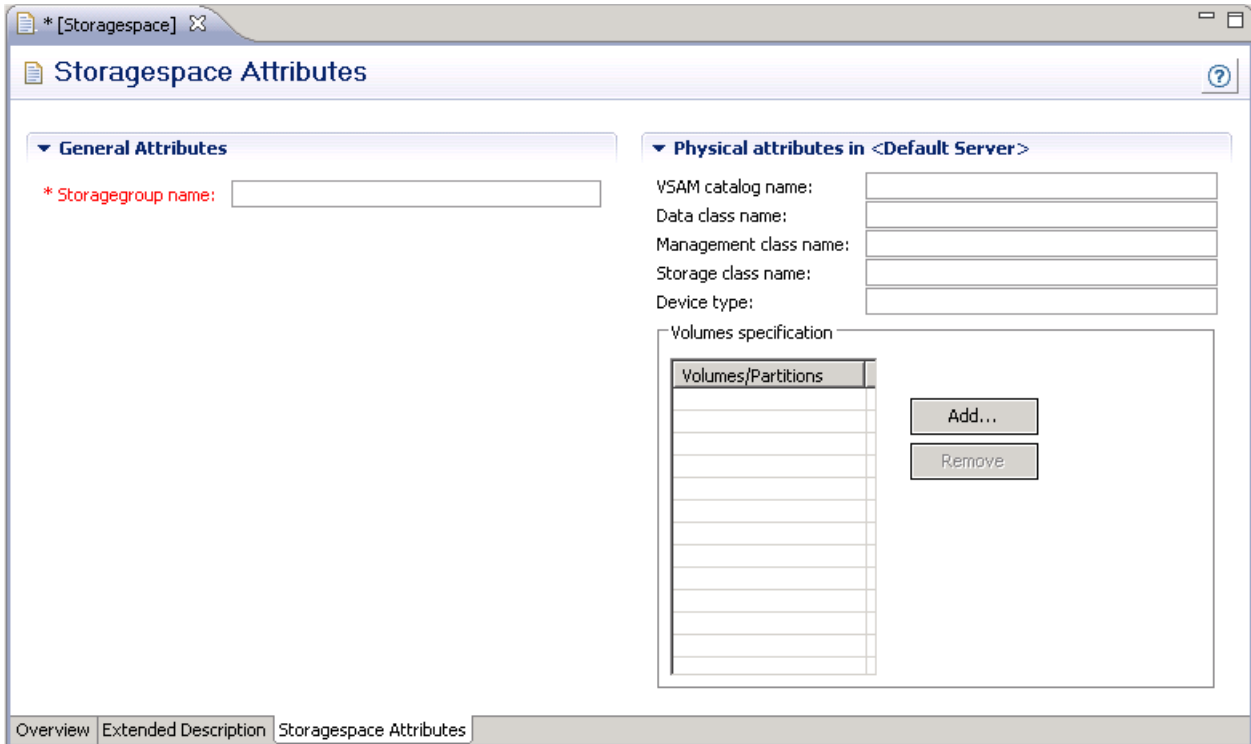 * [Storagespace]
Storagespace Attributes
General Attributes
* Storagegroup name:
Physical attributes in <Default Server>
VSAM catalog name:
Data class name:
Management class name:
Storage class name:
Device type:
Volumes specification
Volumes/Partitions
Add...
Remove
Overview Extended Description Storagespace Attributes